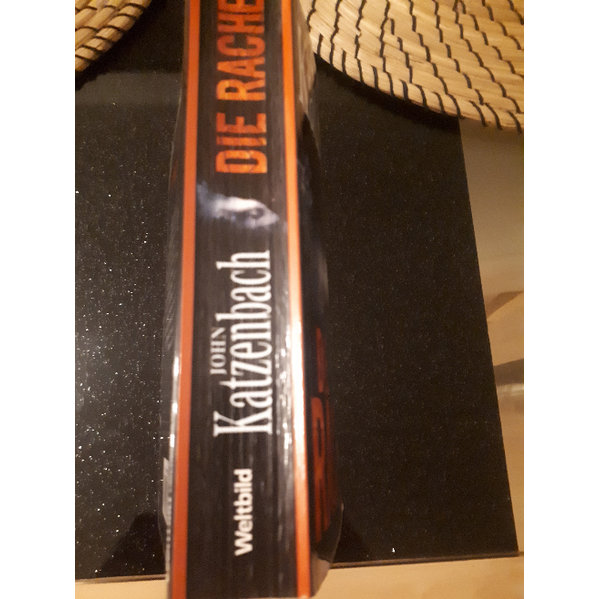 Weltbild
JOHN
Katzenbach
DIE RACHE